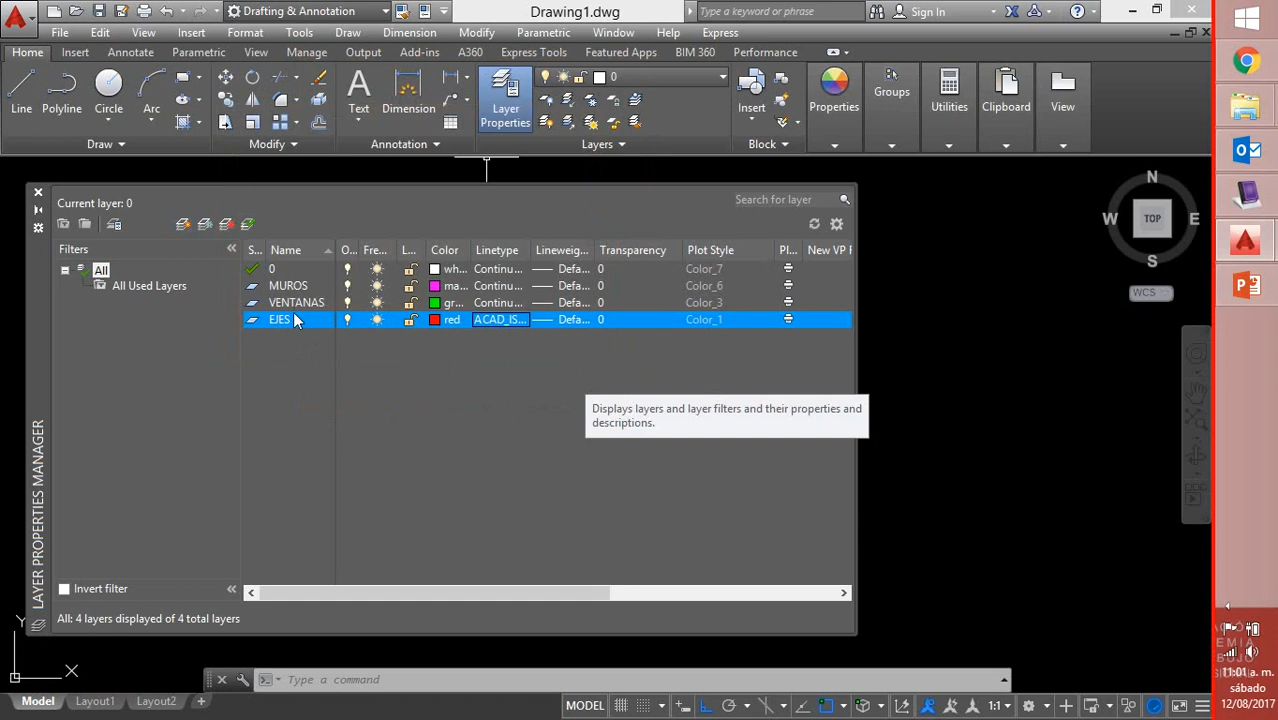 Drafting & Annotation
Drawing1.dwg
Type a keyword or phrase
Sign In
File Edit View Insert Format Tools Draw Dimension Modify Parametric Window Help Express
Home Insert Annotate Parametric View Manage Output Add-ins A360 Express Tools Featured Apps BIM 360 Performance
0
Line Polyline Circle Arc Text Dimension Layer Properties Insert Properties Groups Utilities Clipboard View
Draw Modify Annotation Layers Block
Current layer: 0
Search for layer
Filters
S... Name O.. Fre... L... Color Linetype Lineweig... Transparency Plot Style Pl... New VP F
All
All Used Layers
0 wh... Continu... Defa... 0 Color_7
MUROS ma... Continu... Defa... 0 Color_6
VENTANAS gr... Continu... Defa... 0 Color_3
EJES red ACAD_IS... Defa... 0 Color_1
Displays layers and layer filters and their properties and
descriptions.
Invert filter
All: 4 layers displayed of 4 total layers
LAYER PROPERTIES MANAGER
N
W TOP E
S
WCS
Y
X
Type a command
Model Layout1 Layout2 +
MODEL 1:1
11:01 a. m.
sábado
12/08/2017